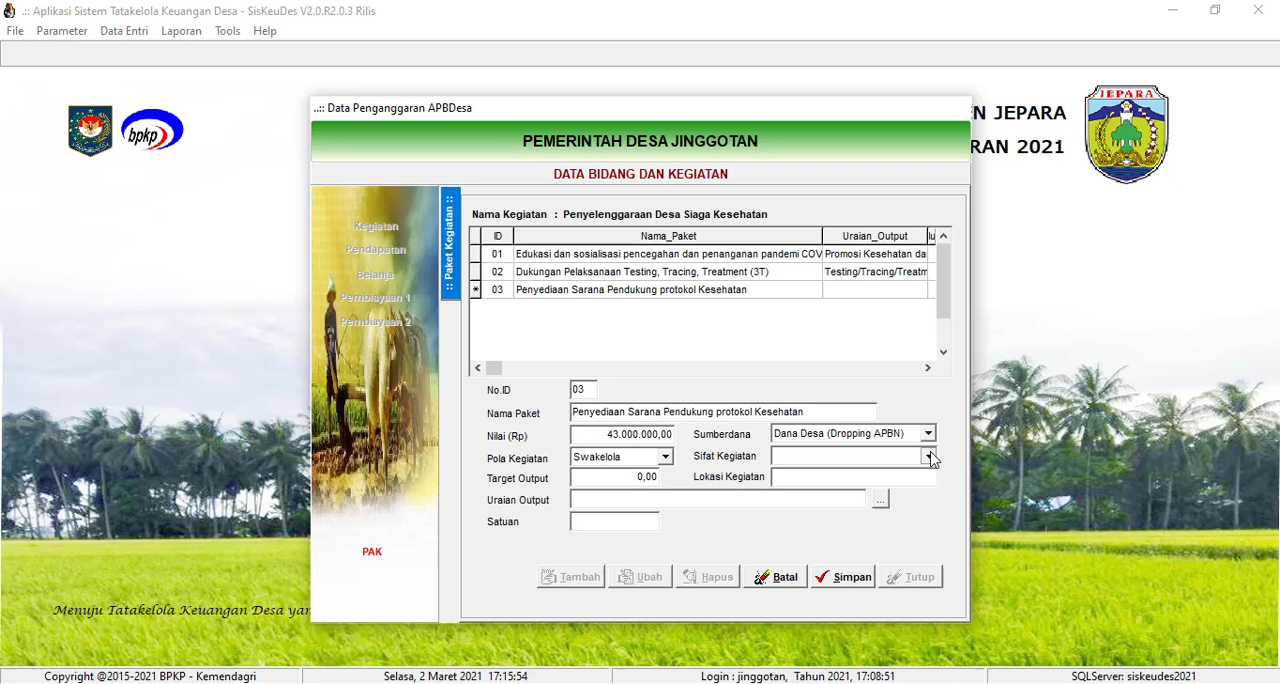 ..:: Aplikasi Sistem Tatakelola Keuangan Desa - SisKeuDes V2.0.R2.0.3 Rilis
File Parameter Data Entri Laporan Tools Help
bpkp
N JEPARA
RAN 2021
JEPARA
..:: Data Penganggaran APBDesa
PEMERINTAH DESA JINGGOTAN
DATA BIDANG DAN KEGIATAN
Kegiatan
Pendapatan
Belanja
Pembiayaan 1
Pembiayaan 2
PAK
:: Paket Kegiatan ::
Nama Kegiatan : Penyelenggaraan Desa Siaga Kesehatan
ID Nama_Paket Uraian_Output lu
01 Edukasi dan sosialisasi pencegahan dan penanganan pandemi COV Promosi Kesehatan da
02 Dukungan Pelaksanaan Testing, Tracing, Treatment (3T) Testing/Tracing/Treatm
* 03 Penyediaan Sarana Pendukung protokol Kesehatan
No.ID 03
Nama Paket Penyediaan Sarana Pendukung protokol Kesehatan
Nilai (Rp) 43.000.000,00 Sumberdana Dana Desa (Dropping APBN)
Pola Kegiatan Swakelola Sifat Kegiatan
Target Output 0,00 Lokasi Kegiatan
Uraian Output ...
Satuan
Tambah Ubah Hapus Batal Simpan Tutup
Menuju Tatakelola Keuangan Desa yan
Copyright @2015-2021 BPKP - Kemendagri Selasa, 2 Maret 2021 17:15:54 Login : jinggotan, Tahun 2021, 17:08:51 SQLServer: siskeudes2021